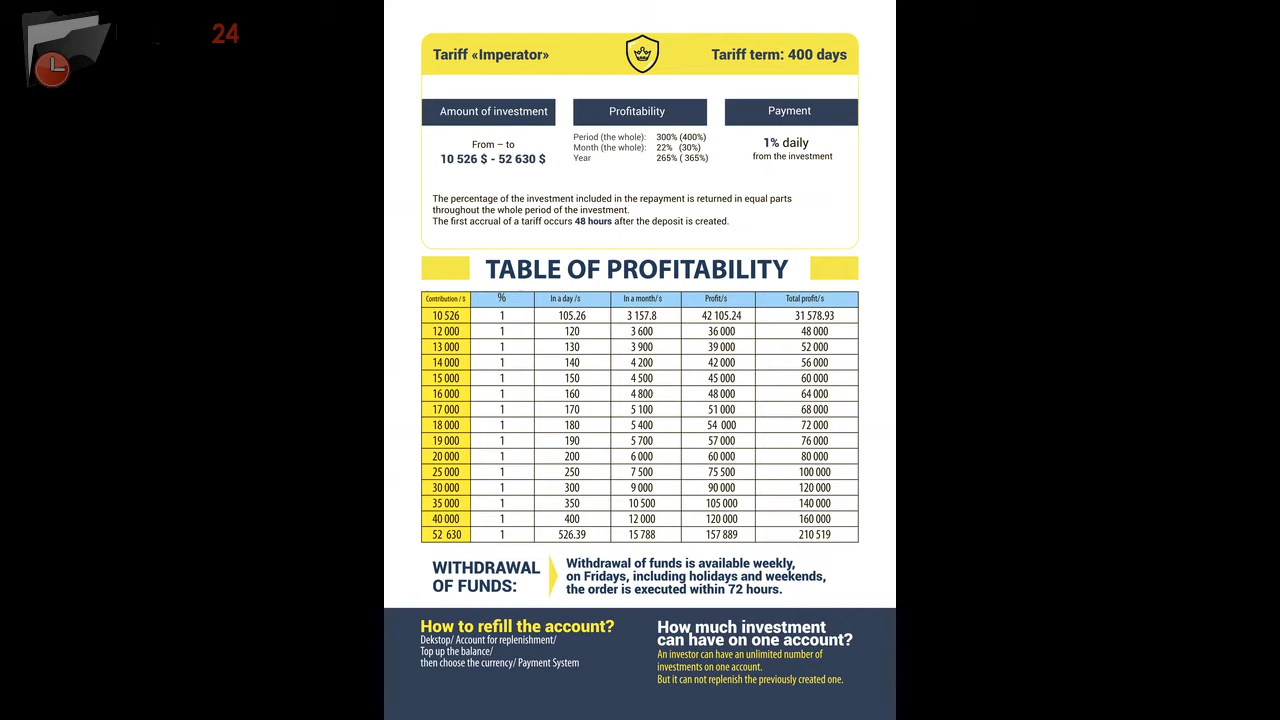 24
Tariff «Imperator» Tariff term: 400 days
Amount of investment Profitability Payment
From – to
10 526 $ - 52 630 $
Period (the whole): 300% (400%)
Month (the whole): 22% (30%)
Year 265% ( 365%)
1% daily
from the investment
The percentage of the investment included in the repayment is returned in equal parts
throughout the whole period of the investment.
The first accrual of a tariff occurs 48 hours after the deposit is created.
TABLE OF PROFITABILITY
Contribution / $ % In a day /s In a month/s Profit/s Total profit/s
10 526 1 105.26 3 157.8 42 105.24 31 578.93
12 000 1 120 3 600 36 000 48 000
13 000 1 130 3 900 39 000 52 000
14 000 1 140 4 200 42 000 56 000
15 000 1 150 4 500 45 000 60 000
16 000 1 160 4 800 48 000 64 000
17 000 1 170 5 100 51 000 68 000
18 000 1 180 5 400 54 000 72 000
19 000 1 190 5 700 57 000 76 000
20 000 1 200 6 000 60 000 80 000
25 000 1 250 7 500 75 500 100 000
30 000 1 300 9 000 90 000 120 000
35 000 1 350 10 500 105 000 140 000
40 000 1 400 12 000 120 000 160 000
52 630 1 526.39 15 788 157 889 210 519
WITHDRAWAL
OF FUNDS:
Withdrawal of funds is available weekly,
on Fridays, including holidays and weekends,
the order is executed within 72 hours.
How to refill the account?
Dekstop/ Account for replenishment/
Top up the balance/
then choose the currency/ Payment System
How much investment
can have on one account?
An investor can have an unlimited number of
investments on one account.
But it can not replenish the previously created one.